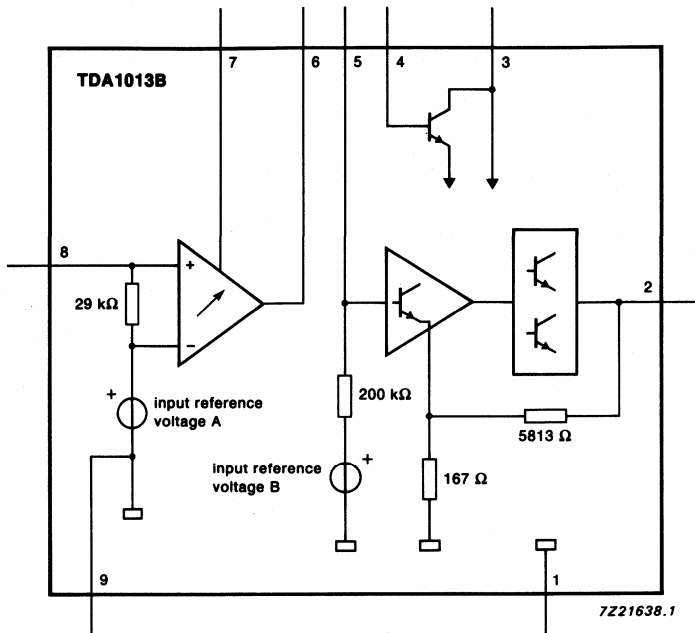 7
6
5
4
3
TDA1013B
8
+
29 kΩ
−
2
+
input reference
voltage A
200 kΩ
5813 Ω
input reference
voltage B
+
167 Ω
9
1
7Z21638.1